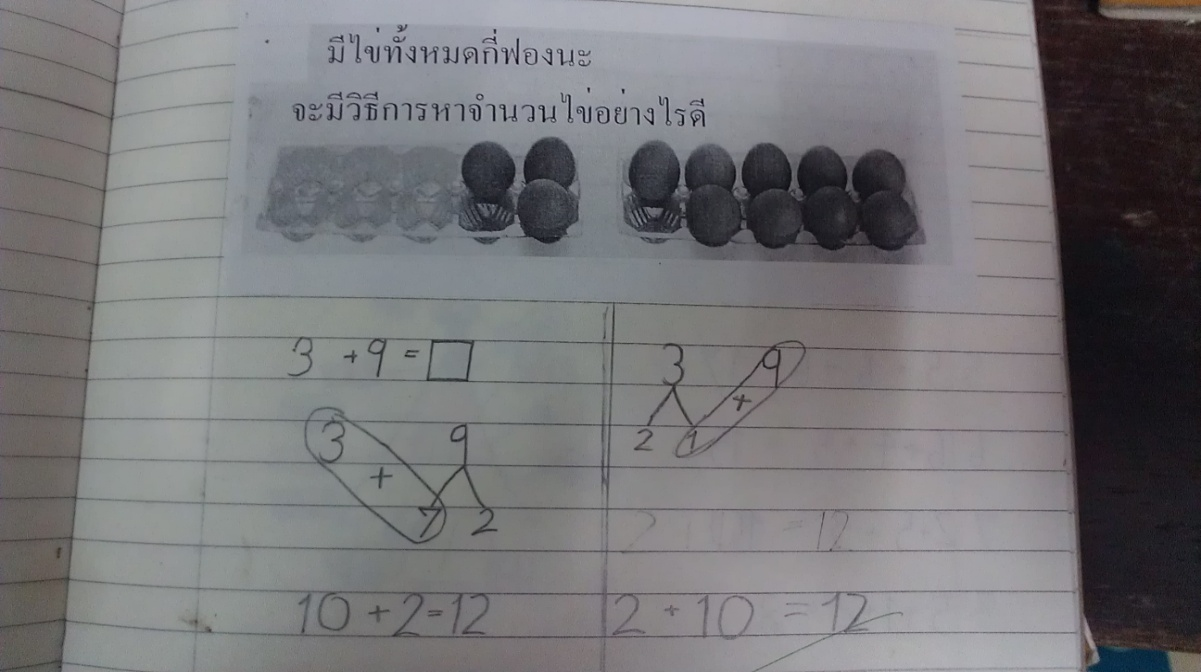 มีไข่ทั้งหมดกี่ฟองนะ
จะมีวิธีการหาจำนวนไข่อย่างไรดี
3 + 9 = □
3 9
+
7 2
10 + 2 = 12
3 9
+
2 1
= 12
2 + 10 = 12